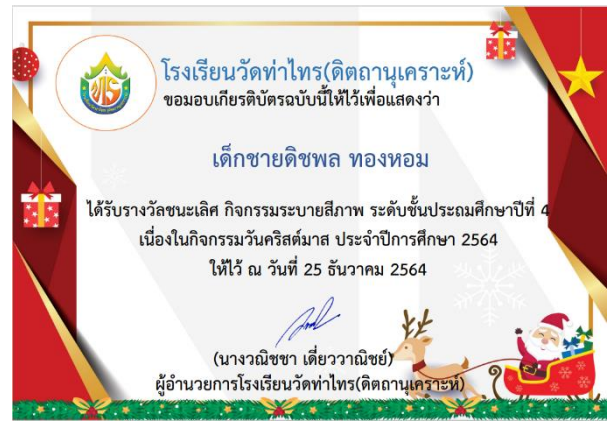 โรงเรียนวัดท่าไทร(ดิตถานุเคราะห์)
ขอมอบเกียรติบัตรฉบับนี้ให้ไว้เพื่อแสดงว่า
เด็กชายดิชพล ทองหอม
ได้รับรางวัลชนะเลิศ กิจกรรมระบายสีภาพ ระดับชั้นประถมศึกษาปีที่ 4
เนื่องในกิจกรรมวันคริสต์มาส ประจำปีการศึกษา 2564
ให้ไว้ ณ วันที่ 25 ธันวาคม 2564
(นางวณิชชา เดี่ยววาณิชย์)
ผู้อำนวยการโรงเรียนวัดท่าไทร(ดิตถานุเคราะห์)